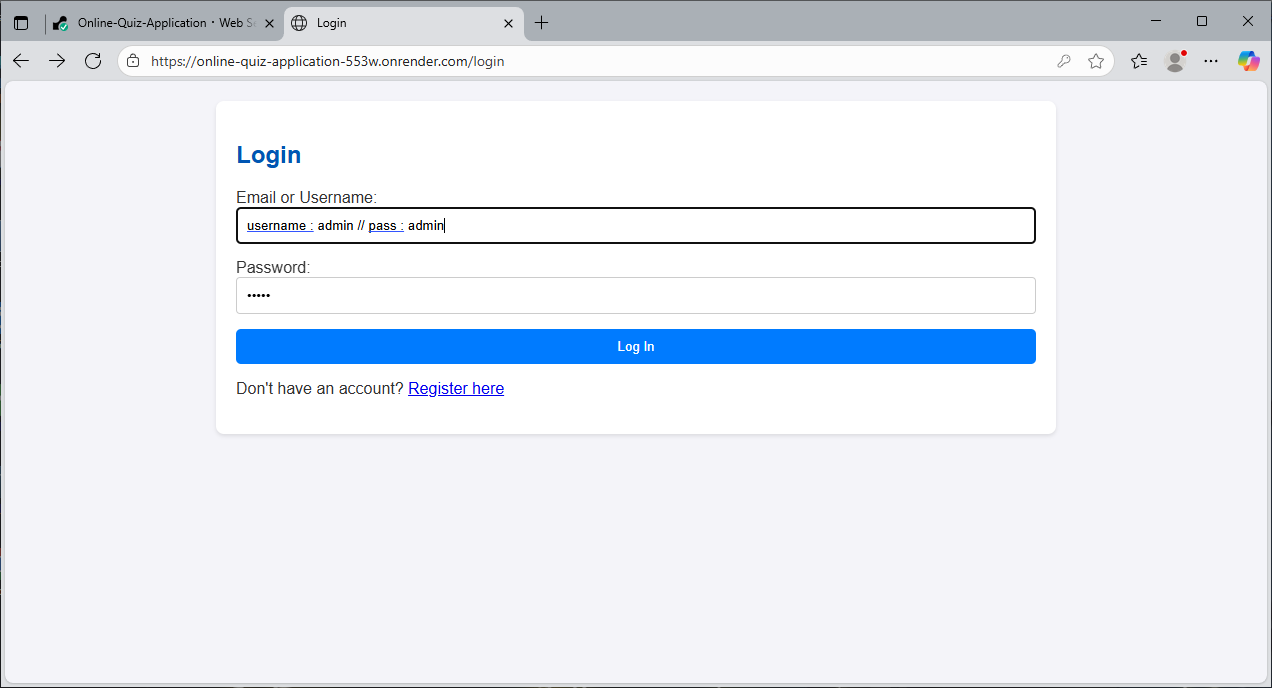 Online-Quiz-Application · Web Se
Login
https://online-quiz-application-553w.onrender.com/login
Login
Email or Username:
username : admin // pass : admin
Password:
•••••
Log In
Don't have an account? Register here